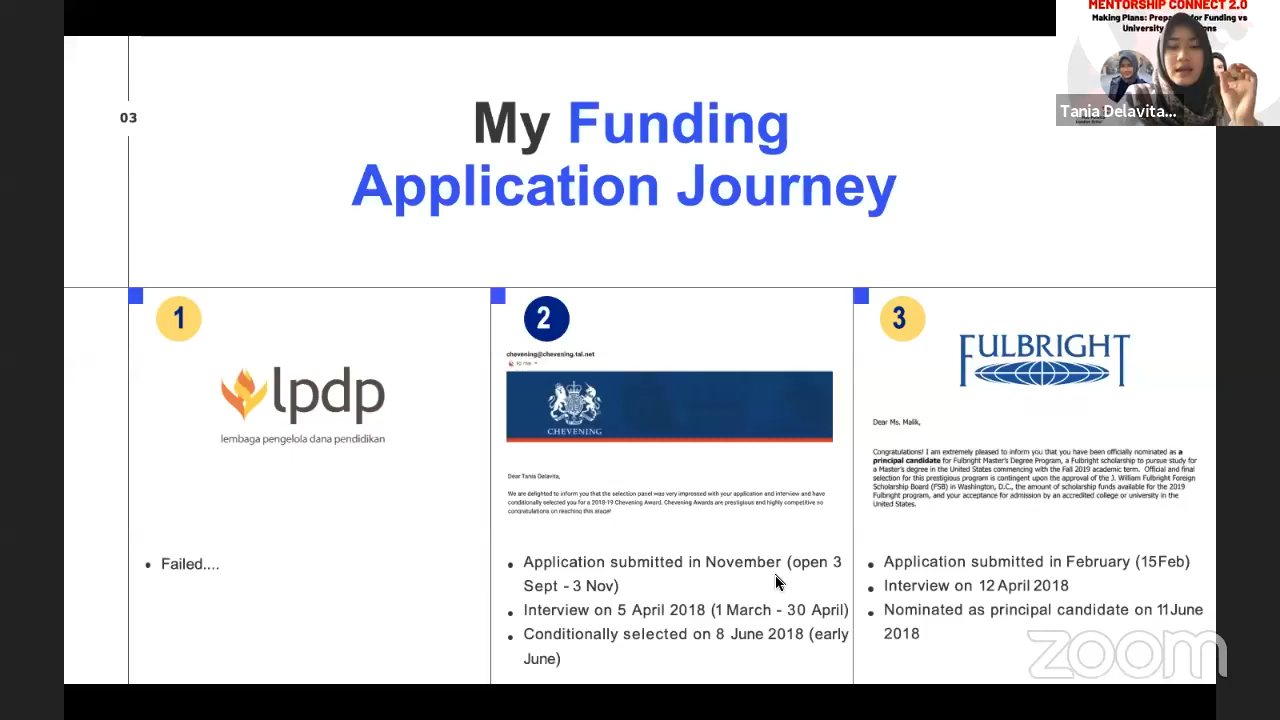 MENTORSHIP CONNECT 2.0
Making Plans: for Funding vs
Tania Delavita...
03
My Funding
Application Journey
1
lpdp
lembaga pengelola dana pendidikan
Failed....
2
chevening@chevening.tal.net
to me
CHEVENING
Dear Tania Delavita,
We are delighted to inform you that the selection panel was very impressed with your application and interview and have
conditionally selected you for a 2018-19 Chevening Award. Chevening Awards are prestigious and highly competitive so
congratulations on reaching this stage!
Application submitted in November (open 3
Sept - 3 Nov)
Interview on 5 April 2018 (1 March - 30 April)
Conditionally selected on 8 June 2018 (early
June)
3
FULBRIGHT
Dear Ms. Malik,
Congratulations! I am extremely pleased to inform you that you have been officially nominated as a
principal candidate for Fulbright Master's Degree Program, a Fulbright scholarship to pursue study for
a Master's degree in the United States commencing with the Fall 2019 academic term. Official and final
selection for this prestigious program is contingent upon the approval of the J. William Fulbright Foreign
Scholarship Board (FSB) in Washington, D.C., the amount of scholarship funds available for the 2019
Fulbright program, and your acceptance for admission by an accredited college or university in the
United States.
Application submitted in February (15Feb)
Interview on 12 April 2018
Nominated as principal candidate on 11June
2018
zoom